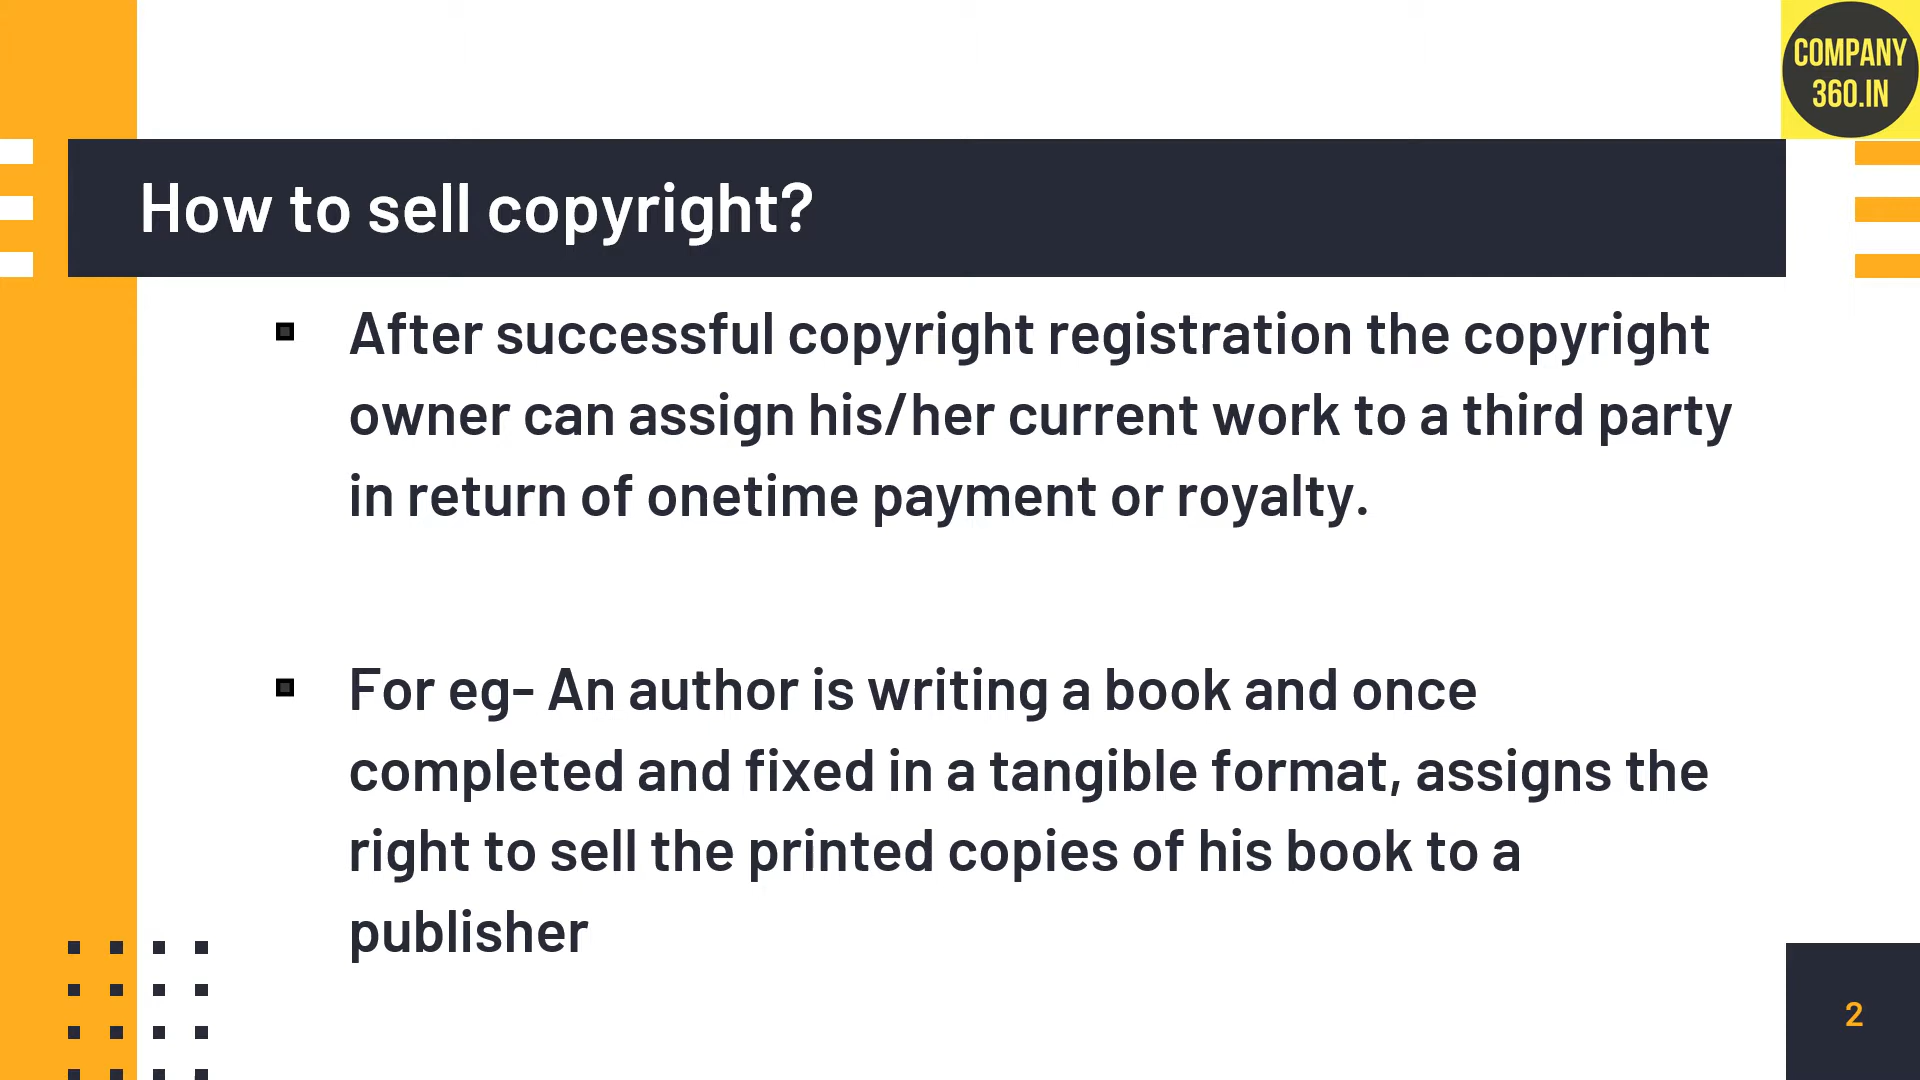 COMPANY
360.IN
How to sell copyright?
After successful copyright registration the copyright
owner can assign his/her current work to a third party
in return of onetime payment or royalty.
For eg- An author is writing a book and once
completed and fixed in a tangible format, assigns the
right to sell the printed copies of his book to a
publisher
2